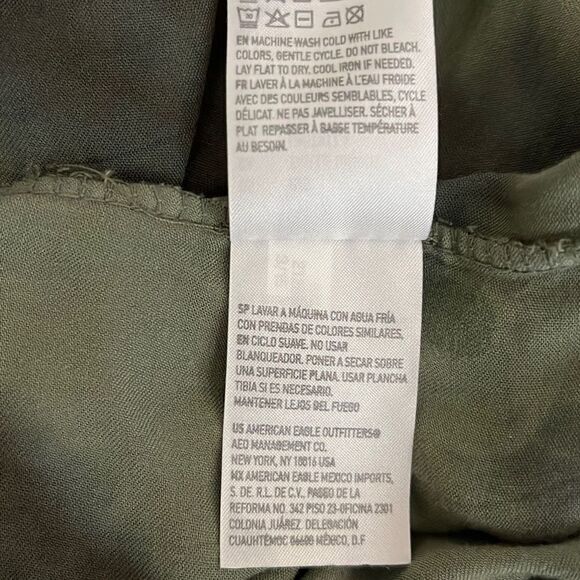 EN MACHINE WASH COLD WITH LIKE
COLORS, GENTLE CYCLE. DO NOT BLEACH.
LAY FLAT TO DRY. COOL IRON IF NEEDED.
FR LAVER À LA MACHINE À L'EAU FROIDE
AVEC DES COULEURS SEMBLABLES, CYCLE
DÉLICAT. NE PAS JAVELLISER. SÉCHER À
PLAT REPASSER À BASSE TEMPÉRATURE
AU BESOIN.
SP LAVAR A MÁQUINA CON AGUA FRÍA
CON PRENDAS DE COLORES SIMILARES,
EN CICLO SUAVE. NO USAR
BLANQUEADOR. PONER A SECAR SOBRE
UNA SUPERFICIE PLANA. USAR PLANCHA
TIBIA SI ES NECESARIO.
MANTENER LEJOS DEL FUEGO
US AMERICAN EAGLE OUTFITTERS®
AEO MANAGEMENT CO.
NEW YORK, NY 10016 USA
MX AMERICAN EAGLE MEXICO IMPORTS,
S. DE R.L. DE C.V., PASEO DE LA
REFORMA NO. 342 PISO 23-OFICINA 2301
COLONIA JUÁREZ. DELEGACIÓN
CUAUHTÉMOC 06600 MÉXICO, D.F